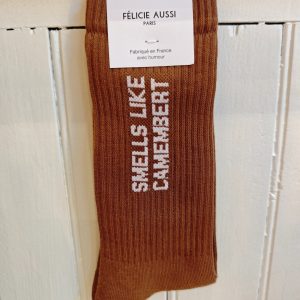 FÉLICIE AUSSI
PARIS
Fabriqué en France
avec humour
SMELLS LIKE
CAMEMBERT